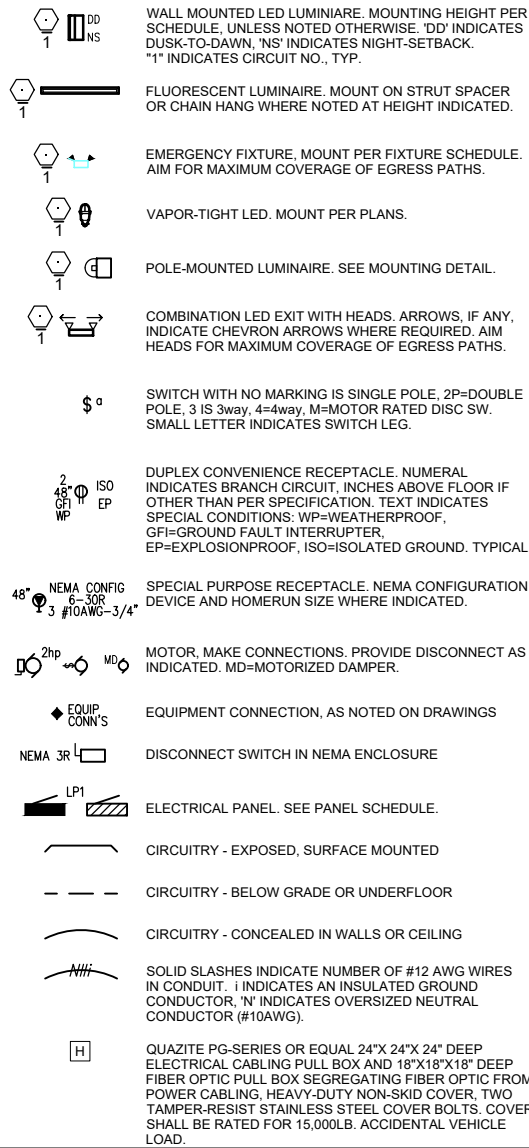 DD
NS
1
WALL MOUNTED LED LUMINIARE. MOUNTING HEIGHT PER
SCHEDULE, UNLESS NOTED OTHERWISE. 'DD' INDICATES
DUSK-TO-DAWN, 'NS' INDICATES NIGHT-SETBACK.
"1" INDICATES CIRCUIT NO., TYP.
1
FLUORESCENT LUMINAIRE. MOUNT ON STRUT SPACER
OR CHAIN HANG WHERE NOTED AT HEIGHT INDICATED.
1
EMERGENCY FIXTURE, MOUNT PER FIXTURE SCHEDULE.
AIM FOR MAXIMUM COVERAGE OF EGRESS PATHS.
1
VAPOR-TIGHT LED. MOUNT PER PLANS.
1
POLE-MOUNTED LUMINAIRE. SEE MOUNTING DETAIL.
1
COMBINATION LED EXIT WITH HEADS. ARROWS, IF ANY,
INDICATE CHEVRON ARROWS WHERE REQUIRED. AIM
HEADS FOR MAXIMUM COVERAGE OF EGRESS PATHS.
$ a
SWITCH WITH NO MARKING IS SINGLE POLE, 2P=DOUBLE
POLE, 3 IS 3way, 4=4way, M=MOTOR RATED DISC SW.
SMALL LETTER INDICATES SWITCH LEG.
2
48" ISO
GFI EP
WP
DUPLEX CONVENIENCE RECEPTACLE. NUMERAL
INDICATES BRANCH CIRCUIT, INCHES ABOVE FLOOR IF
OTHER THAN PER SPECIFICATION. TEXT INDICATES
SPECIAL CONDITIONS: WP=WEATHERPROOF,
GFI=GROUND FAULT INTERRUPTER,
EP=EXPLOSIONPROOF, ISO=ISOLATED GROUND. TYPICAL
48" NEMA CONFIG
6-30R
3 #10AWG-3/4"
SPECIAL PURPOSE RECEPTACLE. NEMA CONFIGURATION
DEVICE AND HOMERUN SIZE WHERE INDICATED.
2hp MD
MOTOR, MAKE CONNECTIONS. PROVIDE DISCONNECT AS
INDICATED. MD=MOTORIZED DAMPER.
EQUIP
CONN'S
EQUIPMENT CONNECTION, AS NOTED ON DRAWINGS
NEMA 3R
DISCONNECT SWITCH IN NEMA ENCLOSURE
LP1
ELECTRICAL PANEL. SEE PANEL SCHEDULE.
CIRCUITRY - EXPOSED, SURFACE MOUNTED
CIRCUITRY - BELOW GRADE OR UNDERFLOOR
CIRCUITRY - CONCEALED IN WALLS OR CEILING
N i
SOLID SLASHES INDICATE NUMBER OF #12 AWG WIRES
IN CONDUIT. i INDICATES AN INSULATED GROUND
CONDUCTOR, 'N' INDICATES OVERSIZED NEUTRAL
CONDUCTOR (#10AWG).
H
QUAZITE PG-SERIES OR EQUAL 24"X 24"X 24" DEEP
ELECTRICAL CABLING PULL BOX AND 18"X18"X18" DEEP
FIBER OPTIC PULL BOX SEGREGATING FIBER OPTIC FROM
POWER CABLING, HEAVY-DUTY NON-SKID COVER, TWO
TAMPER-RESIST STAINLESS STEEL COVER BOLTS. COVER
SHALL BE RATED FOR 15,000LB. ACCIDENTAL VEHICLE
LOAD.